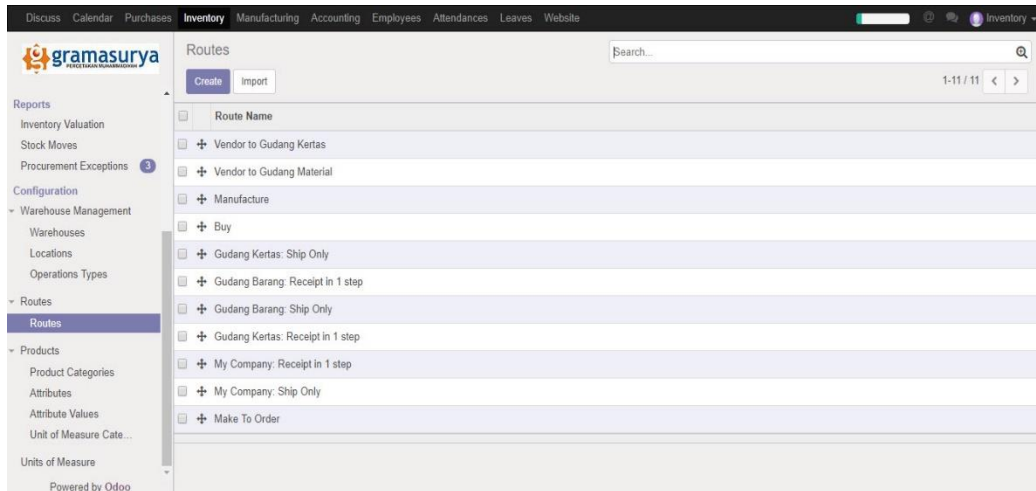 Discuss Calendar Purchases Inventory Manufacturing Accounting Employees Attendances Leaves Website @ Inventory
gramasurya
PERCETAKAN MUHAMMADIYAH
Routes
Search...
Create Import
1-11 / 11
Reports
Inventory Valuation
Stock Moves
Procurement Exceptions 3
Configuration
Warehouse Management
Warehouses
Locations
Operations Types
Routes
Routes
Products
Product Categories
Attributes
Attribute Values
Unit of Measure Cate...
Units of Measure
Powered by Odoo
Route Name
Vendor to Gudang Kertas
Vendor to Gudang Material
Manufacture
Buy
Gudang Kertas: Ship Only
Gudang Barang: Receipt in 1 step
Gudang Barang: Ship Only
Gudang Kertas: Receipt in 1 step
My Company: Receipt in 1 step
My Company: Ship Only
Make To Order